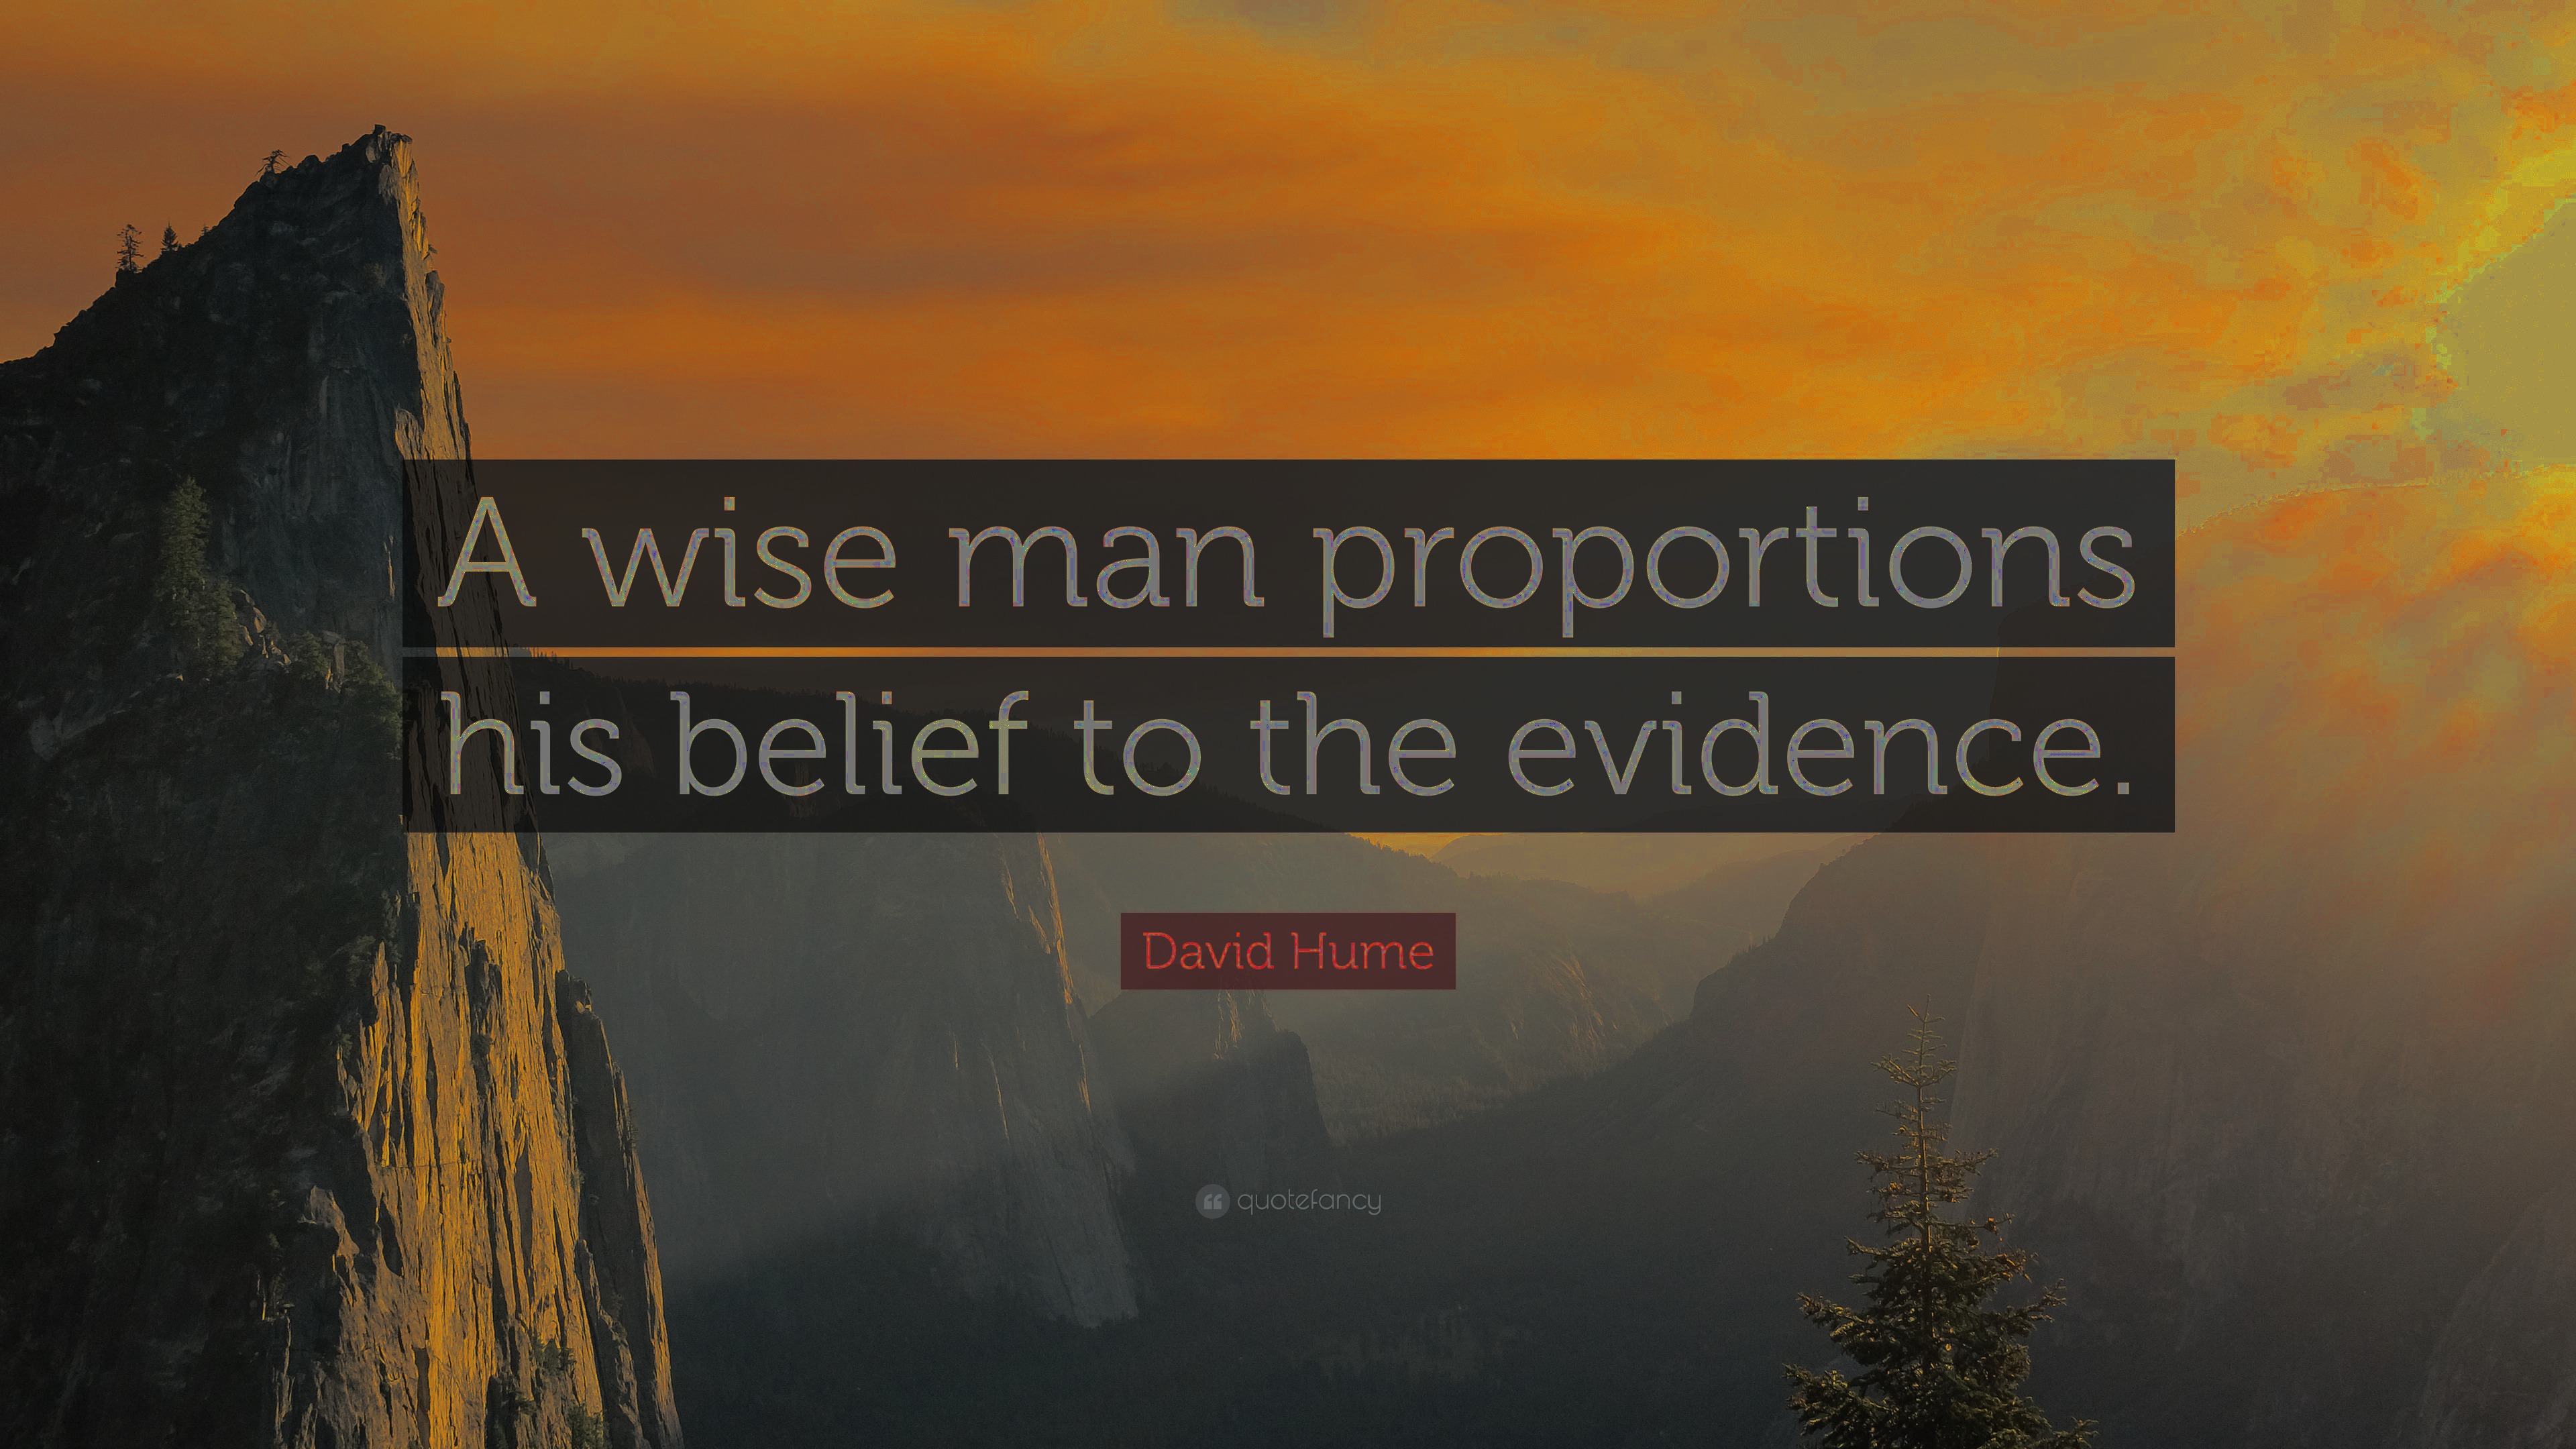 A wise man proportions
his belief to the evidence.
David Hume
quotefancy